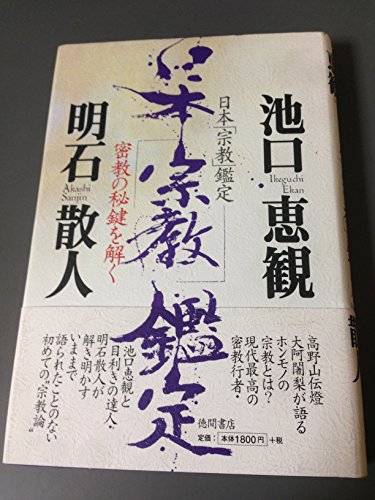 日本宗教鑑定
池口恵観
Ikeguchi
Ekan
日本「宗教」鑑定
密教の秘鍵を解く
明石散人
Akashi
Sanjin
高野山伝燈
大阿闍梨が語る
ホンモノの
宗教とは?
現代最高の
密教行者・
池口恵観と
目利きの達人・
明石散人が
解き明かす
いままで
語られたことのない
初めての"宗教論"
徳間書店
定価:本体1800円+税